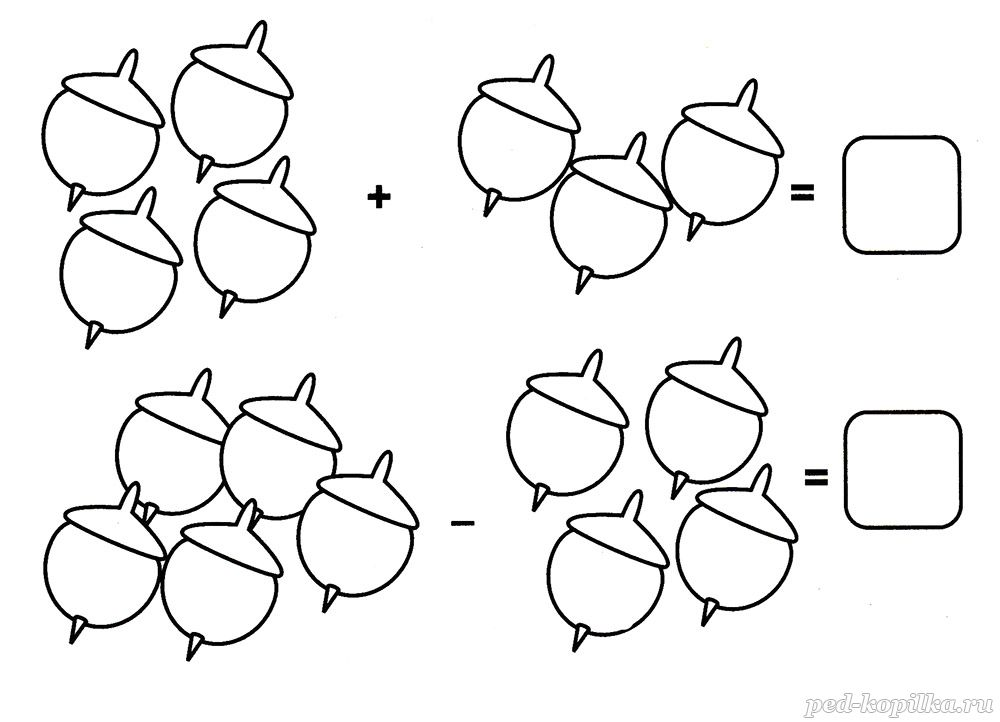 + =
- =
ped-kopilka.ru